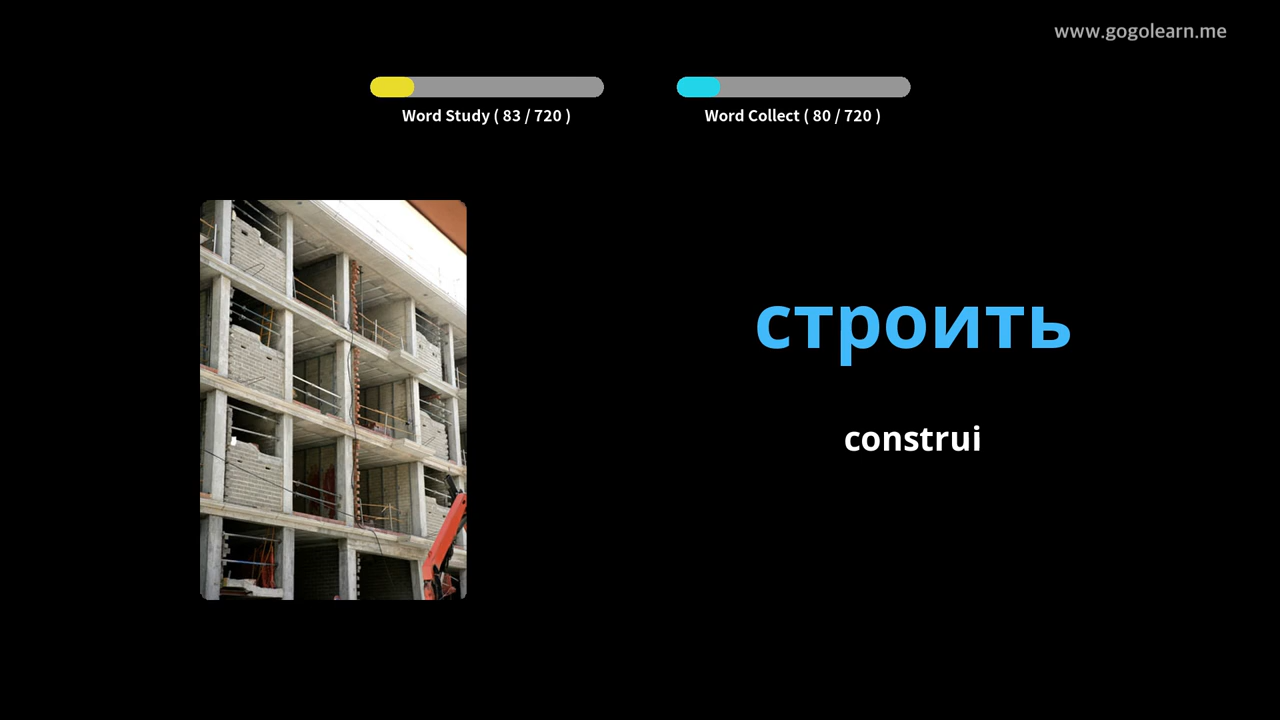 www.gogolearn.me
Word Study ( 83 / 720 )
Word Collect ( 80 / 720 )
строить
construi